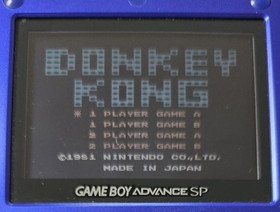 DONKEY
KONG
1 PLAYER GAME A
1 PLAYER GAME B
2 PLAYER GAME A
2 PLAYER GAME B
©1981 NINTENDO CO.,LTD.
MADE IN JAPAN
GAME BOY ADVANCE SP